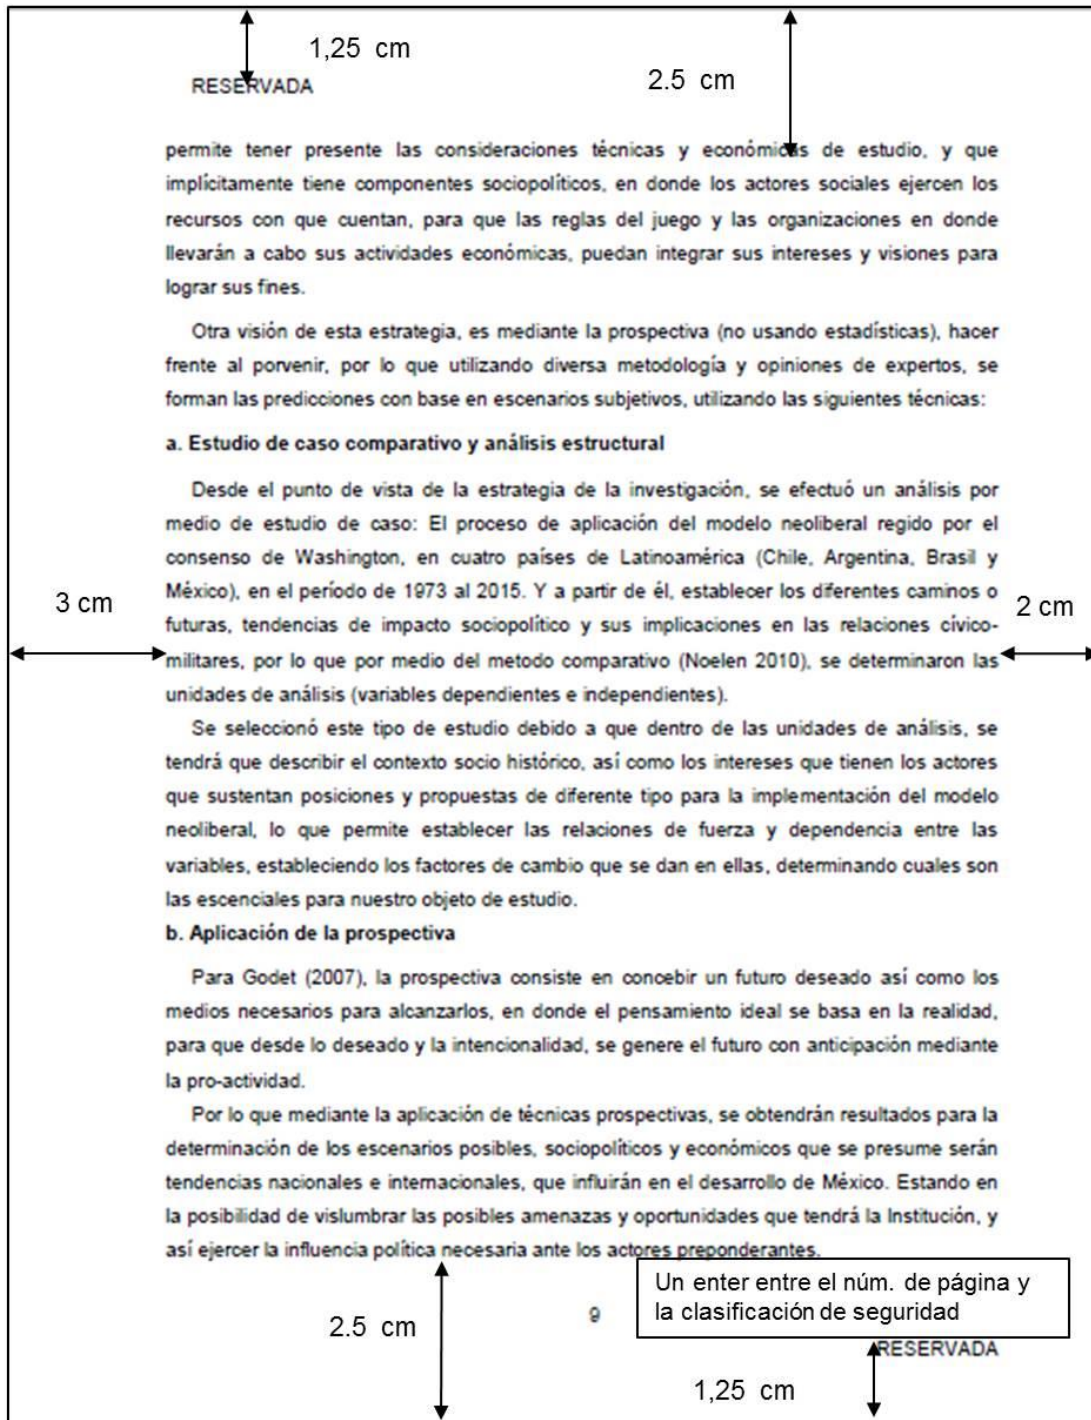 1,25 cm
2.5 cm
RESERVADA
permite tener presente las consideraciones técnicas y económicas de estudio, y que
implícitamente tiene componentes sociopolíticos, en donde los actores sociales ejercen los
recursos con que cuentan, para que las reglas del juego y las organizaciones en donde
llevarán a cabo sus actividades económicas, puedan integrar sus intereses y visiones para
lograr sus fines.
Otra visión de esta estrategia, es mediante la prospectiva (no usando estadísticas), hacer
frente al porvenir, por lo que utilizando diversa metodología y opiniones de expertos, se
forman las predicciones con base en escenarios subjetivos, utilizando las siguientes técnicas:
a. Estudio de caso comparativo y análisis estructural
Desde el punto de vista de la estrategia de la investigación, se efectuó un análisis por
medio de estudio de caso: El proceso de aplicación del modelo neoliberal regido por el
consenso de Washington, en cuatro países de Latinoamérica (Chile, Argentina, Brasil y
México), en el período de 1973 al 2015. Y a partir de él, establecer los diferentes caminos o
3 cm
2 cm
futuras, tendencias de impacto sociopolítico y sus implicaciones en las relaciones cívico-
militares, por lo que por medio del metodo comparativo (Noelen 2010), se determinaron las
unidades de análisis (variables dependientes e independientes).
Se seleccionó este tipo de estudio debido a que dentro de las unidades de análisis, se
tendrá que describir el contexto socio histórico, así como los intereses que tienen los actores
que sustentan posiciones y propuestas de diferente tipo para la implementación del modelo
neoliberal, lo que permite establecer las relaciones de fuerza y dependencia entre las
variables, estableciendo los factores de cambio que se dan en ellas, determinando cuales son
las escenciales para nuestro objeto de estudio.
b. Aplicación de la prospectiva
Para Godet (2007), la prospectiva consiste en concebir un futuro deseado así como los
medios necesarios para alcanzarlos, en donde el pensamiento ideal se basa en la realidad,
para que desde lo deseado y la intencionalidad, se genere el futuro con anticipación mediante
la pro-actividad.
Por lo que mediante la aplicación de técnicas prospectivas, se obtendrán resultados para la
determinación de los escenarios posibles, sociopolíticos y económicos que se presume serán
tendencias nacionales e internacionales, que influirán en el desarrollo de México. Estando en
la posibilidad de vislumbrar las posibles amenazas y oportunidades que tendrá la Institución, y
así ejercer la influencia política necesaria ante los actores preponderantes.
Un enter entre el núm. de página y
la clasificación de seguridad
2.5 cm
9
RESERVADA
1,25 cm